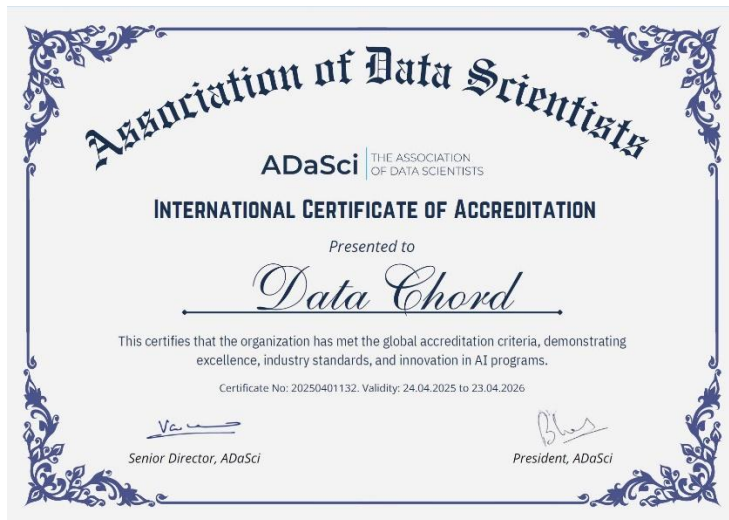 Association of Data Scientists
ADaSci THE ASSOCIATION
OF DATA SCIENTISTS
INTERNATIONAL CERTIFICATE OF ACCREDITATION
Presented to
Data Chord
This certifies that the organization has met the global accreditation criteria, demonstrating
excellence, industry standards, and innovation in AI programs.
Certificate No: 20250401132. Validity: 24.04.2025 to 23.04.2026
Senior Director, ADaSci
President, ADaSci